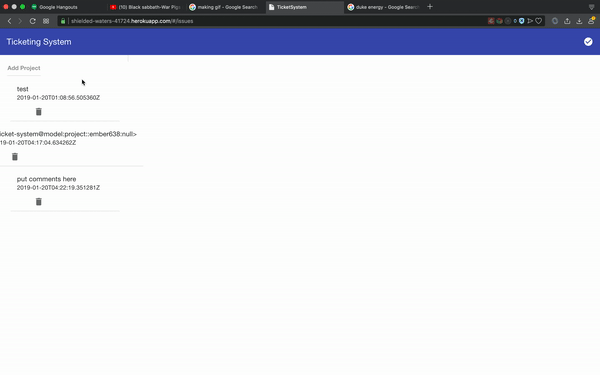 Google Hangouts
(10) Black sabbath-War Pig
making gif - Google Search
TicketSystem
duke energy - Google Search
shielded-waters-41724.herokuapp.com/#/issues
Ticketing System
Add Project
test
2019-01-20T01:08:56.505360Z
icket-system@model:project::ember638:null>
19-01-20T04:17:04.634262Z
put comments here
2019-01-20T04:22:19.351281Z